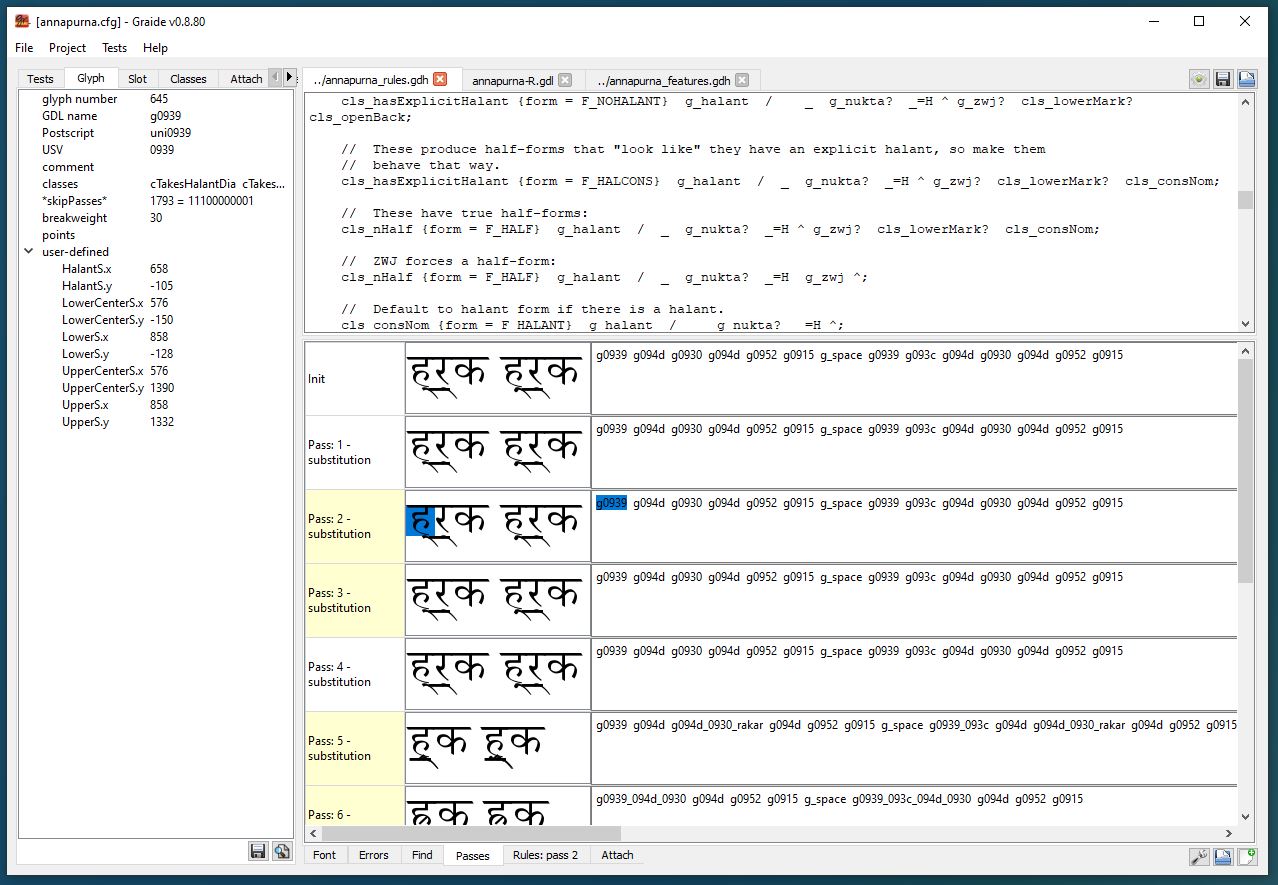 [annapurna.cfg] - Graide v0.8.80
File Project Tests Help
Tests Glyph Slot Classes Attach
glyph number 645
GDL name g0939
Postscript uni0939
USV 0939
comment
classes cTakesHalantDia cTakes...
*skipPasses* 1793 = 11100000001
breakweight 30
points
user-defined
HalantS.x 658
HalantS.y -105
LowerCenterS.x 576
LowerCenterS.y -150
LowerS.x 858
LowerS.y -128
UpperCenterS.x 576
UpperCenterS.y 1390
UpperS.x 858
UpperS.y 1332
../annapurna_rules.gdh annapurna-R.gdl ../annapurna_features.gdh
cls_hasExplicitHalant {form = F_NOHALANT} g_halant / _ g_nukta? _=H ^ g_zwj? cls_lowerMark?
cls_openBack;
// These produce half-forms that "look like" they have an explicit halant, so make them
// behave that way.
cls_hasExplicitHalant {form = F_HALCONS} g_halant / _ g_nukta? _=H ^ g_zwj? cls_lowerMark? cls_consNom;
// These have true half-forms:
cls_nHalf {form = F_HALF} g_halant / _ g_nukta? _=H ^ g_zwj? cls_lowerMark? cls_consNom;
// ZWJ forces a half-form:
cls_nHalf {form = F_HALF} g_halant / _ g_nukta? _=H g_zwj ^;
// Default to halant form if there is a halant.
cls_consNom {form = F_HALANT} g_halant / _ g_nukta? _=H ^;
Init g0939 g094d g0930 g094d g0952 g0915 g_space g0939 g093c g094d g0930 g094d g0952 g0915
Pass: 1 - substitution g0939 g094d g0930 g094d g0952 g0915 g_space g0939 g093c g094d g0930 g094d g0952 g0915
Pass: 2 - substitution g0939 g094d g0930 g094d g0952 g0915 g_space g0939 g093c g094d g0930 g094d g0952 g0915
Pass: 3 - substitution g0939 g094d g0930 g094d g0952 g0915 g_space g0939 g093c g094d g0930 g094d g0952 g0915
Pass: 4 - substitution g0939 g094d g0930 g094d g0952 g0915 g_space g0939 g093c g094d g0930 g094d g0952 g0915
Pass: 5 - substitution g0939 g094d g094d_0930_rakar g094d g0952 g0915 g_space g0939_093c g094d g094d_0930_rakar g094d g0952 g0915
Pass: 6 - g0939_094d_0930 g094d g0952 g0915 g_space g0939_093c_094d_0930 g094d g0952 g0915
Font Errors Find Passes Rules: pass 2 Attach